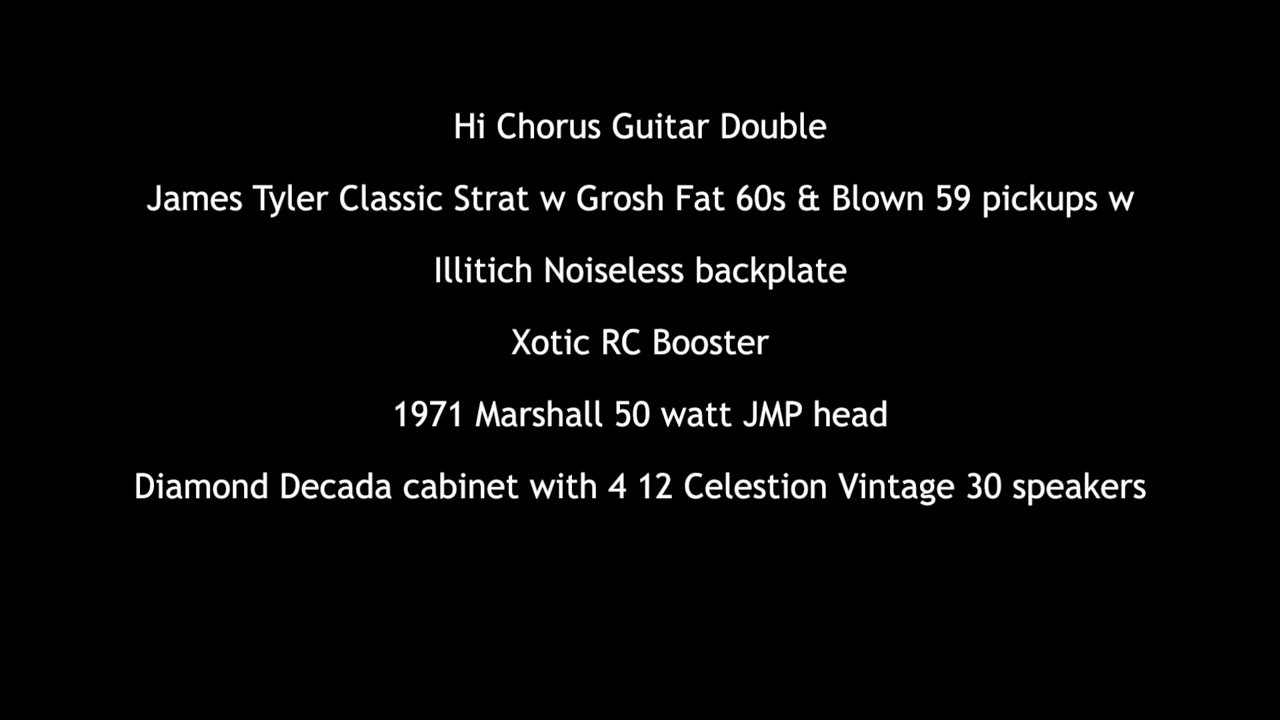 Hi Chorus Guitar Double
James Tyler Classic Strat w Grosh Fat 60s & Blown 59 pickups w
Illitich Noiseless backplate
Xotic RC Booster
1971 Marshall 50 watt JMP head
Diamond Decada cabinet with 4 12 Celestion Vintage 30 speakers